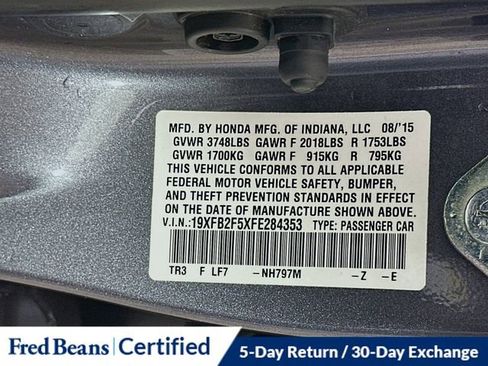 MFD. BY HONDA MFG. OF INDIANA, LLC 08/'15
GVWR 3748LBS GAWR F 2018LBS R 1753LBS
GVWR 1700KG GAWR F 915KG R 795KG
THIS VEHICLE CONFORMS TO ALL APPLICABLE
FEDERAL MOTOR VEHICLE SAFETY, BUMPER,
AND THEFT PREVENTION STANDARDS IN EFFECT
ON THE DATE OF MANUFACTURE SHOWN ABOVE.
V.I.N.: 19XFB2F5XFE284353 TYPE: PASSENGER CAR
TR3 F LF7 -NH797M -Z -E
Fred Beans | Certified 5-Day Return / 30-Day Exchange